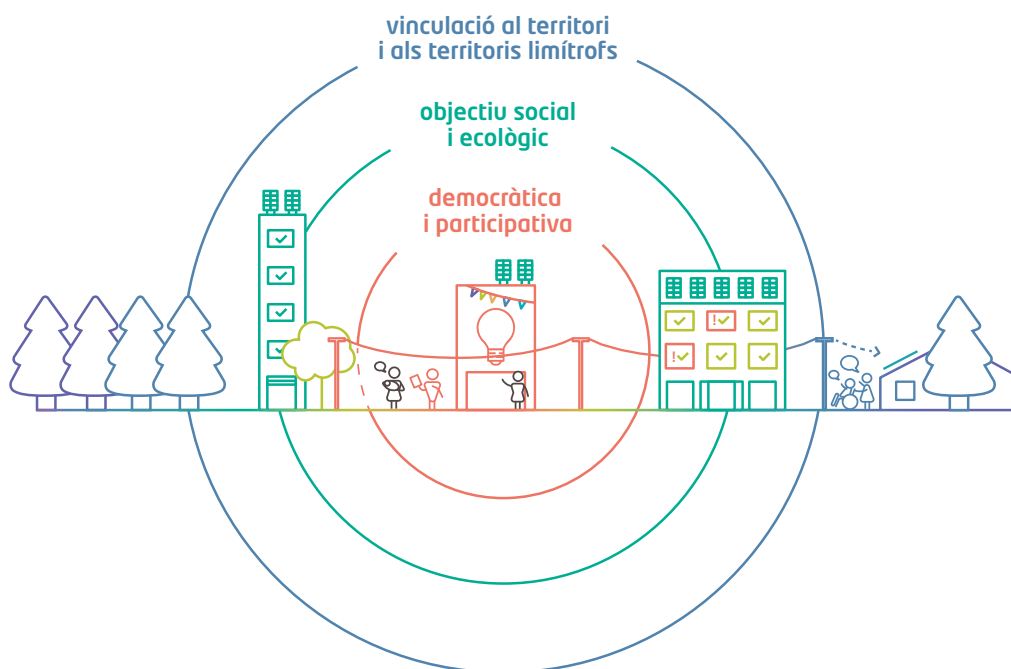 vinculació al territori
i als territoris limítrofs
objectiu social
i ecològic
democràtica
i participativa